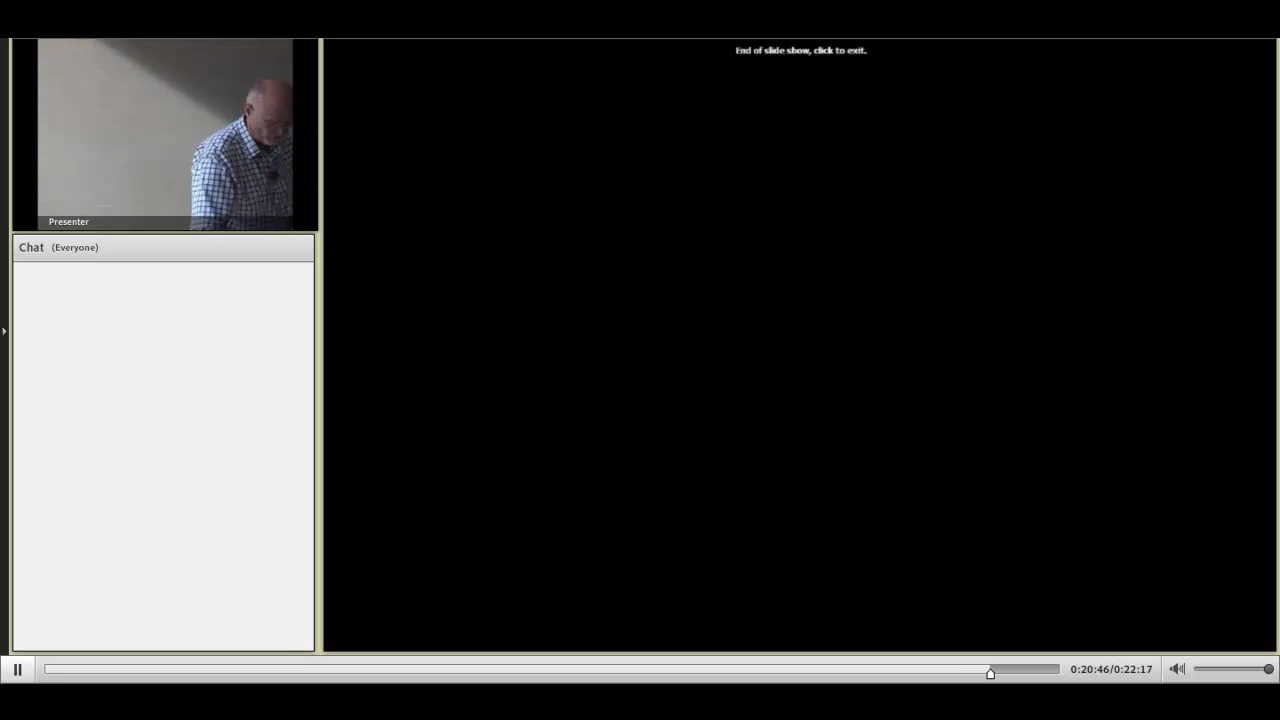 End of slide show, click to exit.
Presenter
Chat (Everyone)
0:20:46/0:22:17